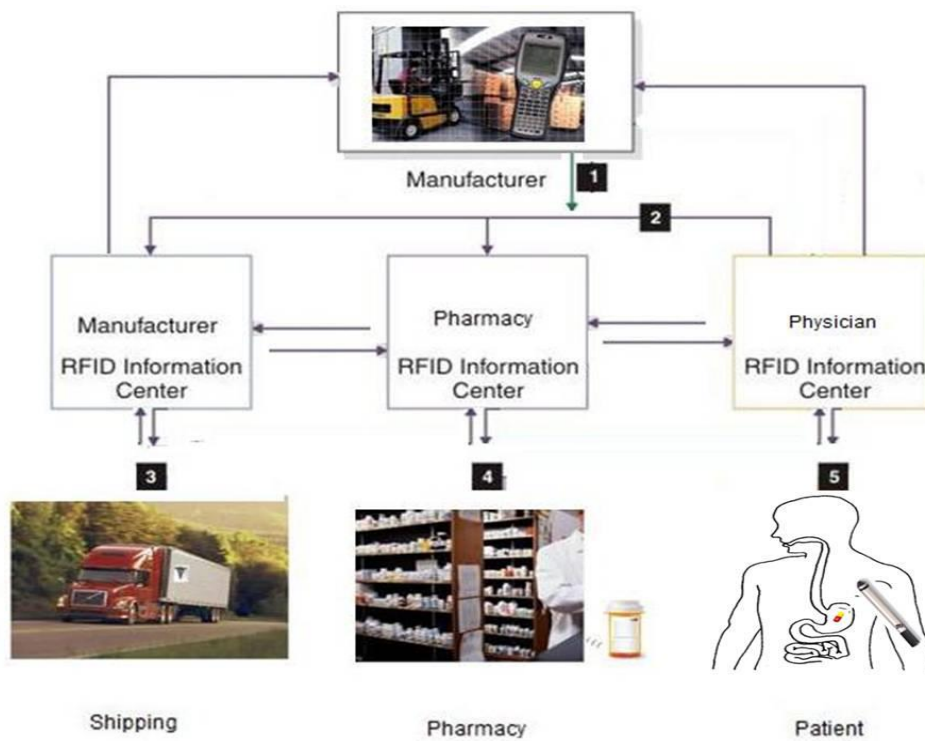 Manufacturer
1
2
Manufacturer
RFID Information
Center
Pharmacy
RFID Information
Center
Physician
RFID Information
Center
3
4
5
Shipping
Pharmacy
Patient